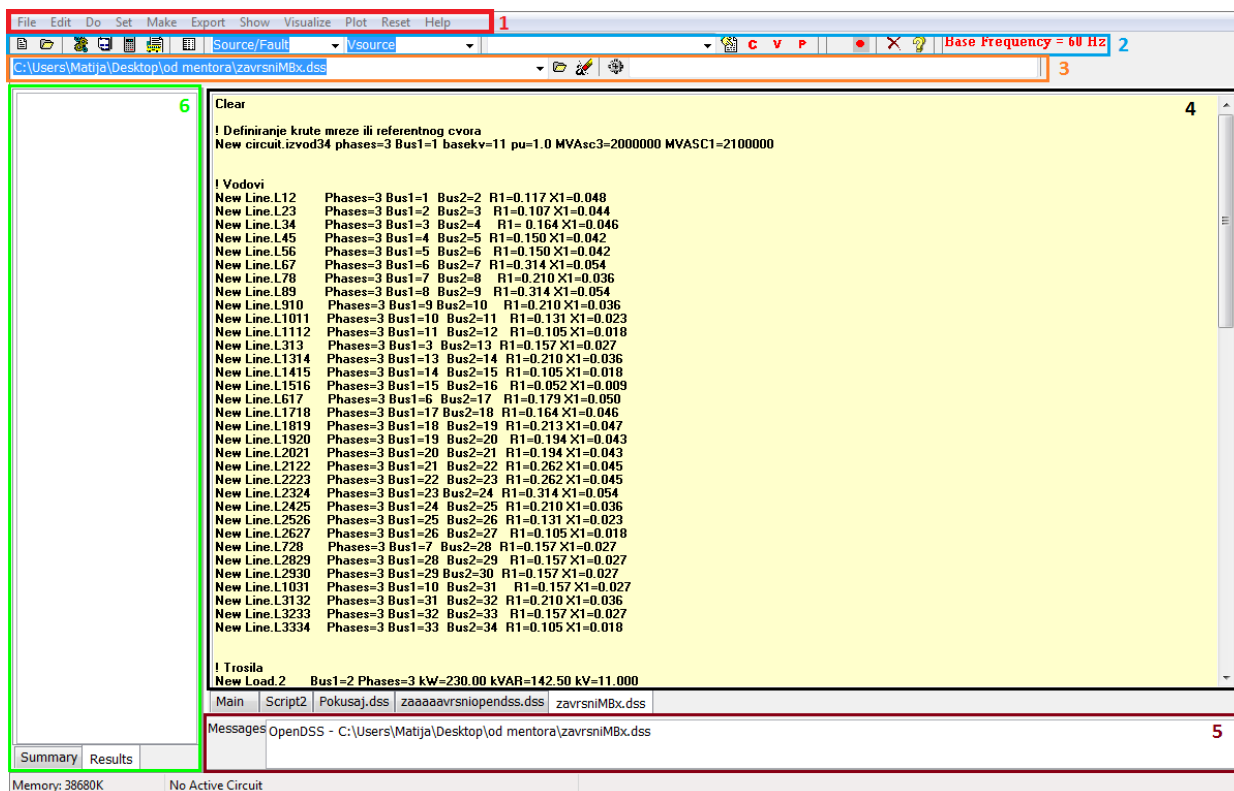 File Edit Do Set Make Export Show Visualize Plot Reset Help 1
Source/Fault Vsource C V P Base Frequency = 60 Hz 2
C:\Users\Matija\Desktop\od mentora\zavrsniMBx.dss 3
6
4
Clear
! Definiranje krute mreze ili referentnog cvora
New circuit.izvod34 phases=3 Bus1=1 basekv=11 pu=1.0 MVAsc3=2000000 MVASC1=2100000
! Vodovi
New Line.L12 Phases=3 Bus1=1 Bus2=2 R1=0.117 X1=0.048
New Line.L23 Phases=3 Bus1=2 Bus2=3 R1=0.107 X1=0.044
New Line.L34 Phases=3 Bus1=3 Bus2=4 R1= 0.164 X1=0.046
New Line.L45 Phases=3 Bus1=4 Bus2=5 R1=0.150 X1=0.042
New Line.L56 Phases=3 Bus1=5 Bus2=6 R1=0.150 X1=0.042
New Line.L67 Phases=3 Bus1=6 Bus2=7 R1=0.314 X1=0.054
New Line.L78 Phases=3 Bus1=7 Bus2=8 R1=0.210 X1=0.036
New Line.L89 Phases=3 Bus1=8 Bus2=9 R1=0.314 X1=0.054
New Line.L910 Phases=3 Bus1=9 Bus2=10 R1=0.210 X1=0.036
New Line.L1011 Phases=3 Bus1=10 Bus2=11 R1=0.131 X1=0.023
New Line.L1112 Phases=3 Bus1=11 Bus2=12 R1=0.105 X1=0.018
New Line.L313 Phases=3 Bus1=3 Bus2=13 R1=0.157 X1=0.027
New Line.L1314 Phases=3 Bus1=13 Bus2=14 R1=0.210 X1=0.036
New Line.L1415 Phases=3 Bus1=14 Bus2=15 R1=0.105 X1=0.018
New Line.L1516 Phases=3 Bus1=15 Bus2=16 R1=0.052 X1=0.009
New Line.L617 Phases=3 Bus1=6 Bus2=17 R1=0.179 X1=0.050
New Line.L1718 Phases=3 Bus1=17 Bus2=18 R1=0.164 X1=0.046
New Line.L1819 Phases=3 Bus1=18 Bus2=19 R1=0.213 X1=0.047
New Line.L1920 Phases=3 Bus1=19 Bus2=20 R1=0.194 X1=0.043
New Line.L2021 Phases=3 Bus1=20 Bus2=21 R1=0.194 X1=0.043
New Line.L2122 Phases=3 Bus1=21 Bus2=22 R1=0.262 X1=0.045
New Line.L2223 Phases=3 Bus1=22 Bus2=23 R1=0.262 X1=0.045
New Line.L2324 Phases=3 Bus1=23 Bus2=24 R1=0.314 X1=0.054
New Line.L2425 Phases=3 Bus1=24 Bus2=25 R1=0.210 X1=0.036
New Line.L2526 Phases=3 Bus1=25 Bus2=26 R1=0.131 X1=0.023
New Line.L2627 Phases=3 Bus1=26 Bus2=27 R1=0.105 X1=0.018
New Line.L728 Phases=3 Bus1=7 Bus2=28 R1=0.157 X1=0.027
New Line.L2829 Phases=3 Bus1=28 Bus2=29 R1=0.157 X1=0.027
New Line.L2930 Phases=3 Bus1=29 Bus2=30 R1=0.157 X1=0.027
New Line.L1031 Phases=3 Bus1=10 Bus2=31 R1=0.157 X1=0.027
New Line.L3132 Phases=3 Bus1=31 Bus2=32 R1=0.210 X1=0.036
New Line.L3233 Phases=3 Bus1=32 Bus2=33 R1=0.157 X1=0.027
New Line.L3334 Phases=3 Bus1=33 Bus2=34 R1=0.105 X1=0.018
! Trosila
New Load.2 Bus1=2 Phases=3 kW=230.00 kVAR=142.50 kV=11.000
Main Script2 Pokusaj.dss zaaaaavrsniopendss.dss zavrsniMBx.dss
Messages OpenDSS - C:\Users\Matija\Desktop\od mentora\zavrsniMBx.dss 5
Summary Results
Memory: 38680K No Active Circuit